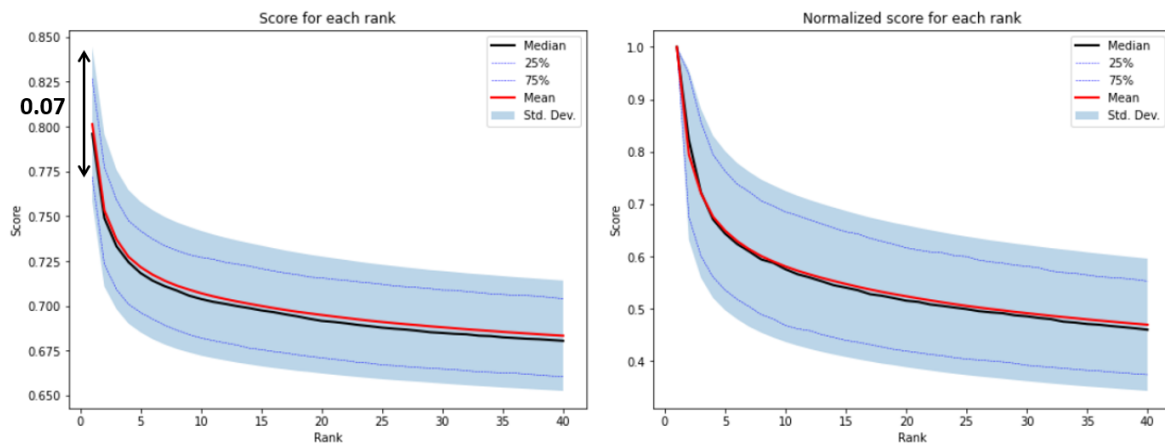 Score for each rank
0.850
0.825
0.800
0.775
0.750
0.725
0.700
0.675
0.650
Score
0.07
Median
25%
75%
Mean
Std. Dev.
0 5 10 15 20 25 30 35 40
Rank
Normalized score for each rank
1.0
0.9
0.8
0.7
0.6
0.5
0.4
Score
Median
25%
75%
Mean
Std. Dev.
0 5 10 15 20 25 30 35 40
Rank